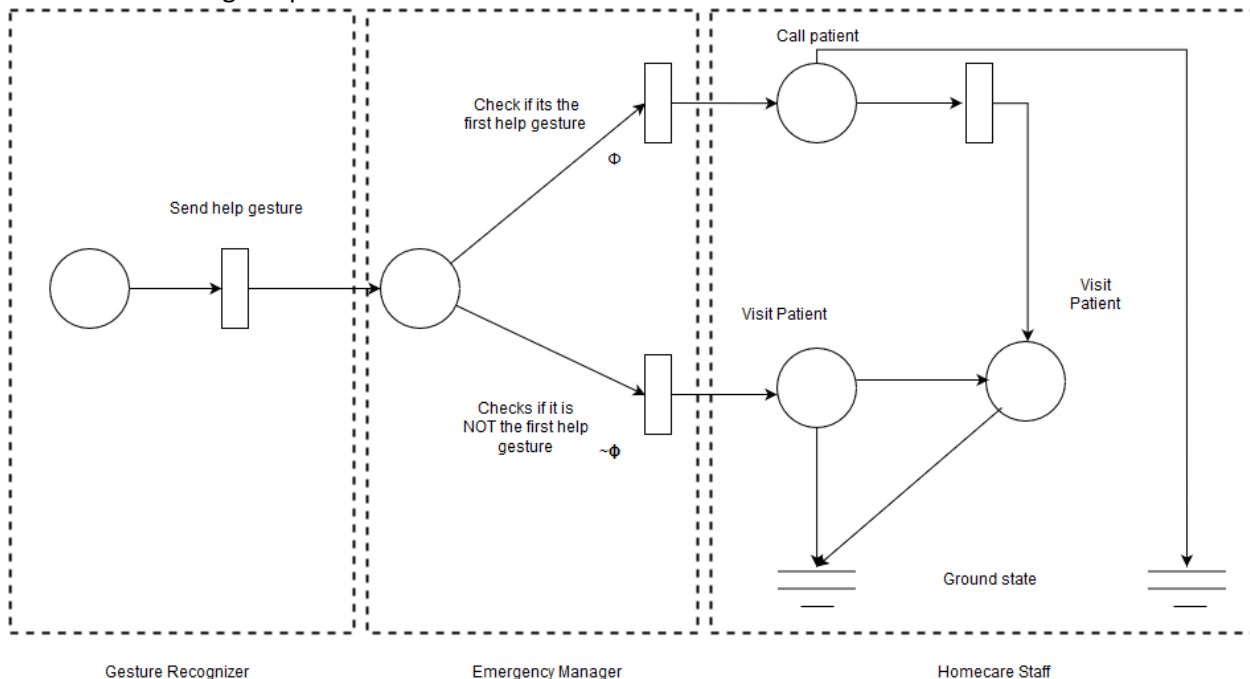 Call patient
Check if its the
first help gesture
Φ
Send help gesture
Visit
Patient
Visit Patient
Checks if it is
NOT the first help
gesture
~Φ
Ground state
Gesture Recognizer
Emergency Manager
Homecare Staff